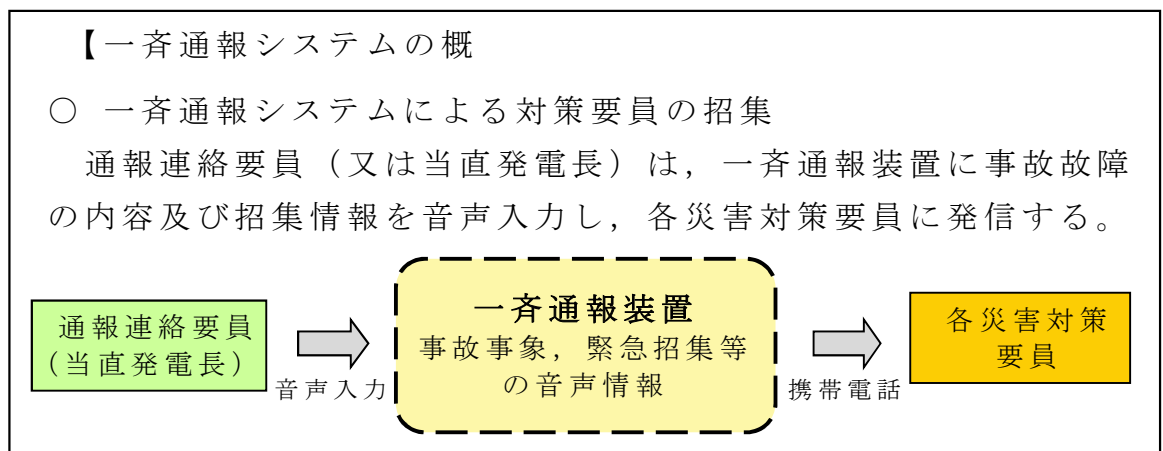 【一斉通報システムの概
○ 一斉通報システムによる対策要員の招集
通報連絡要員（又は当直発電長）は，一斉通報装置に事故故障
の内容及び招集情報を音声入力し，各災害対策要員に発信する。
通報連絡要員
（当直発電長）
音声入力
一斉通報装置
事故事象，緊急招集等
の音声情報
携帯電話
各災害対策
要員